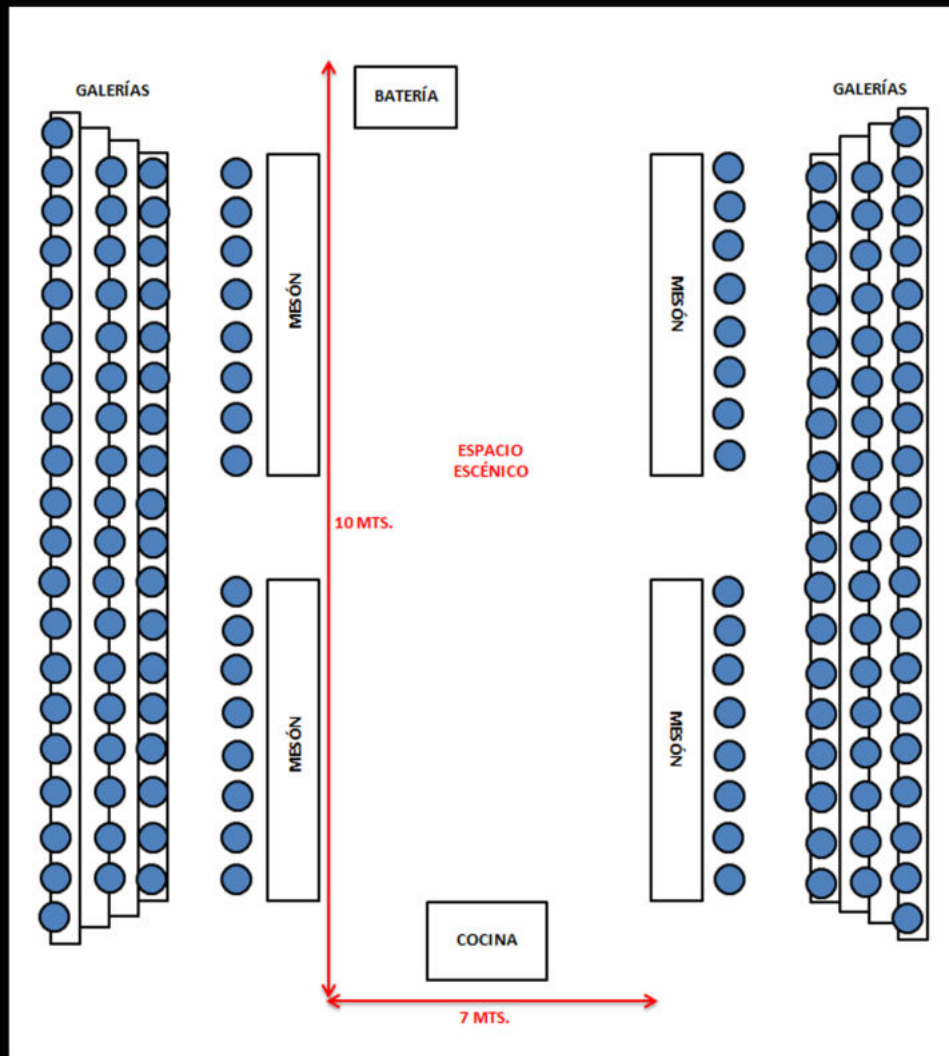 GALERÍAS
BATERÍA
GALERÍAS
MESÓN
MESÓN
ESPACIO
ESCÉNICO
10 MTS.
MESÓN
MESÓN
COCINA
7 MTS.